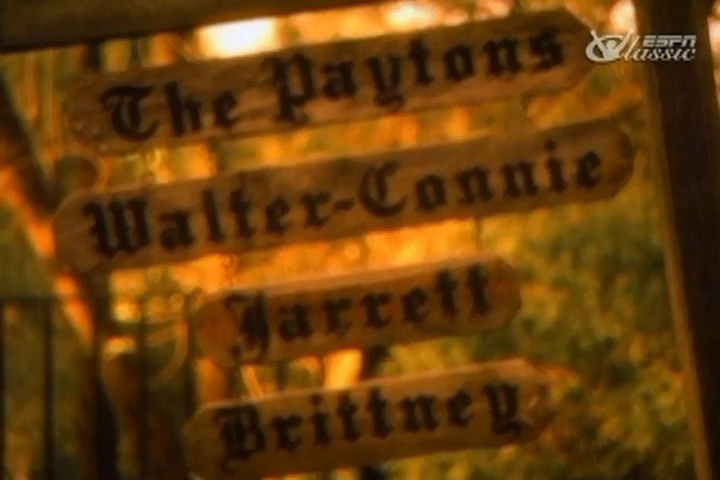 ESPN
Classic
The Paytons
Walter-Connie
Jarrett
Brittney